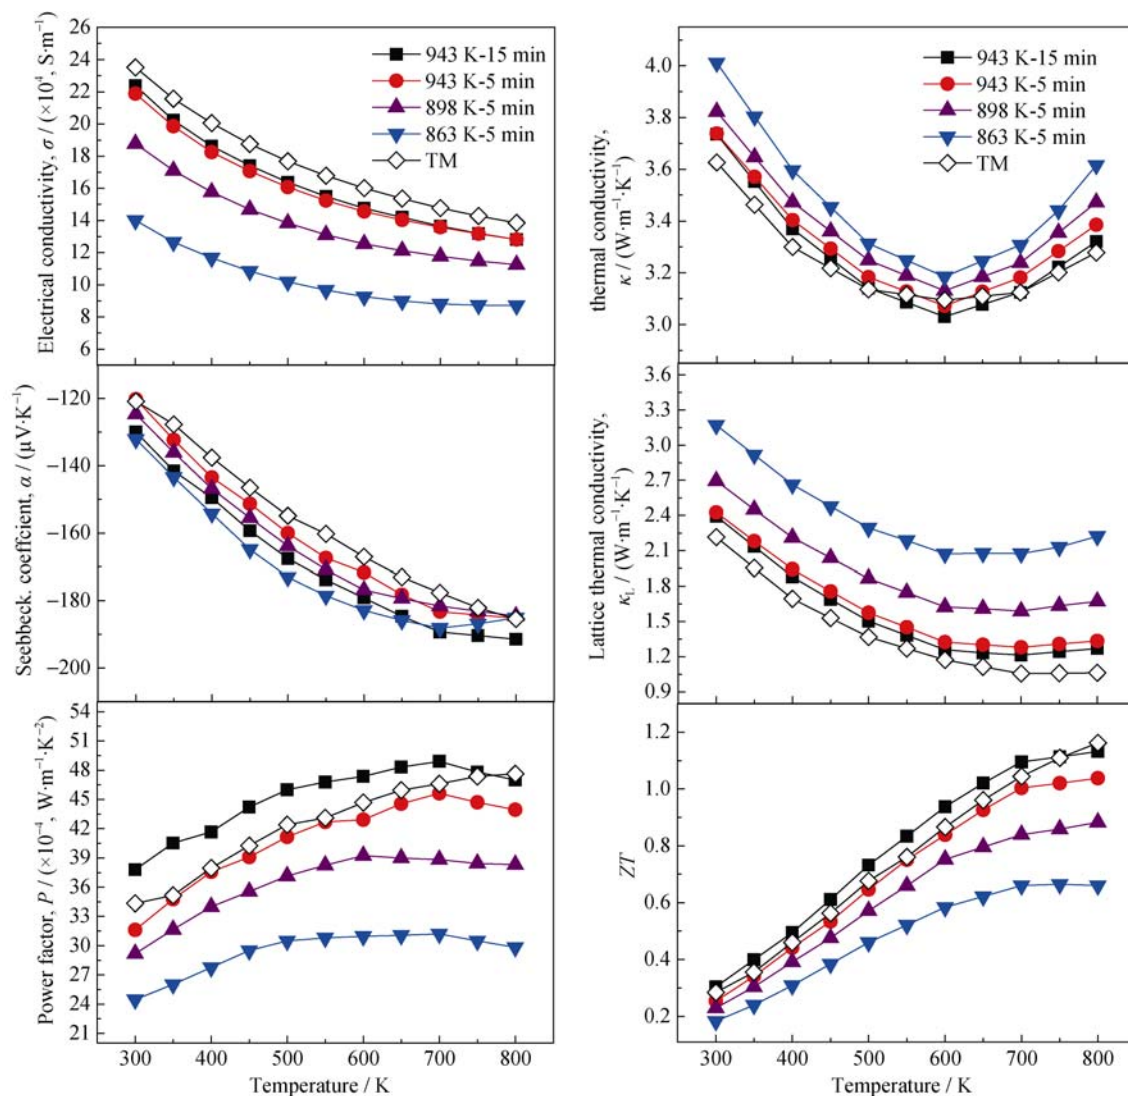 Electrical conductivity, σ / (×10⁴, S·m⁻¹)
26
24
22
20
18
16
14
12
10
8
6
943 K-15 min
943 K-5 min
898 K-5 min
863 K-5 min
TM
Seebbeck coefficient, α / (μV·K⁻¹)
−120
−140
−160
−180
−200
Power factor, P / (×10⁻⁴, W·m⁻¹·K⁻²)
54
51
48
45
42
39
36
33
30
27
24
21
300 400 500 600 700 800
Temperature / K
thermal conductivity,
κ / (W·m⁻¹·K⁻¹)
4.0
3.8
3.6
3.4
3.2
3.0
943 K-15 min
943 K-5 min
898 K-5 min
863 K-5 min
TM
Lattice thermal conductivity,
κL / (W·m⁻¹·K⁻¹)
3.6
3.3
3.0
2.7
2.4
2.1
1.8
1.5
1.2
0.9
ZT
1.2
1.0
0.8
0.6
0.4
0.2
300 400 500 600 700 800
Temperature / K